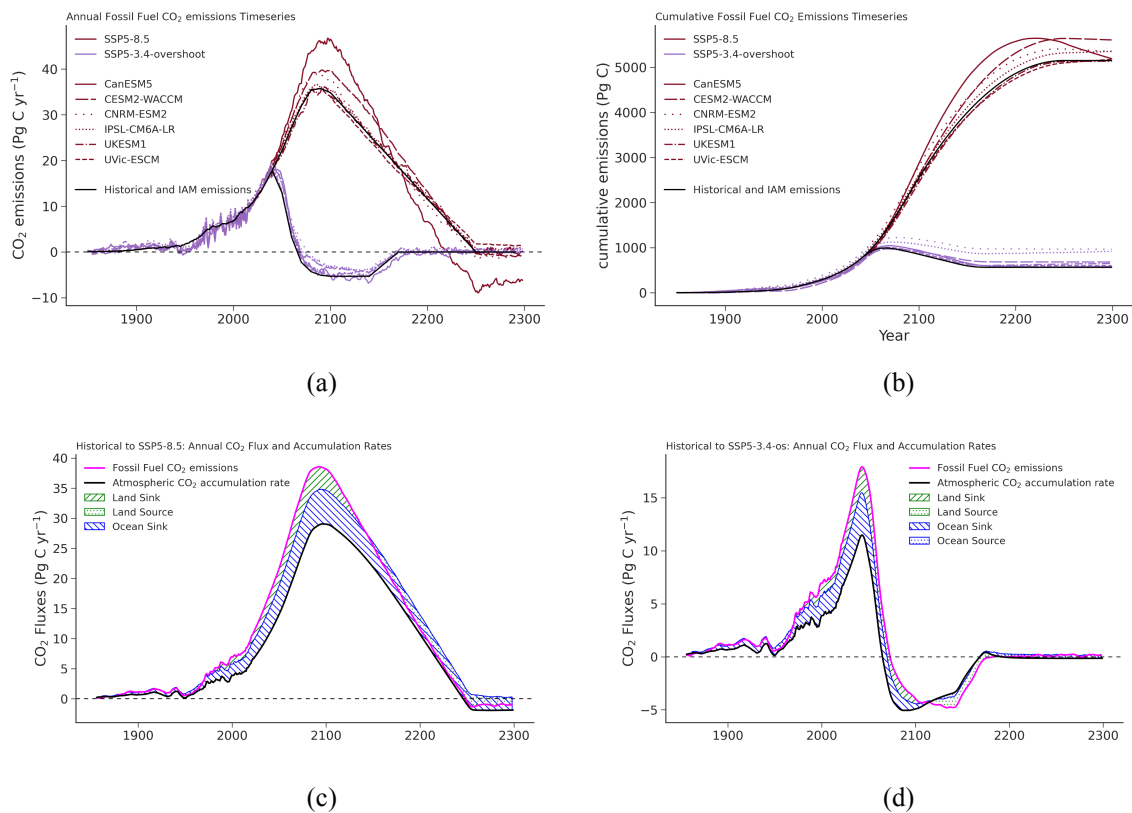 Annual Fossil Fuel CO₂ emissions Timeseries
SSP5-8.5
SSP5-3.4-overshoot
CanESM5
CESM2-WACCM
CNRM-ESM2
IPSL-CM6A-LR
UKESM1
UVic-ESCM
Historical and IAM emissions
CO₂ emissions (Pg C yr⁻¹)
40
30
20
10
0
−10
1900
2000
2100
2200
2300
(a)
Cumulative Fossil Fuel CO₂ Emissions Timeseries
SSP5-8.5
SSP5-3.4-overshoot
CanESM5
CESM2-WACCM
CNRM-ESM2
IPSL-CM6A-LR
UKESM1
UVic-ESCM
Historical and IAM emissions
cumulative emissions (Pg C)
5000
4000
3000
2000
1000
0
1900
2000
2100
2200
2300
Year
(b)
Historical to SSP5-8.5: Annual CO₂ Flux and Accumulation Rates
Fossil Fuel CO₂ emissions
Atmospheric CO₂ accumulation rate
Land Sink
Land Source
Ocean Sink
CO₂ Fluxes (Pg C yr⁻¹)
40
35
30
25
20
15
10
5
0
1900
2000
2100
2200
2300
(c)
Historical to SSP5-3.4-os: Annual CO₂ Flux and Accumulation Rates
Fossil Fuel CO₂ emissions
Atmospheric CO₂ accumulation rate
Land Sink
Land Source
Ocean Sink
Ocean Source
CO₂ Fluxes (Pg C yr⁻¹)
15
10
5
0
−5
1900
2000
2100
2200
2300
(d)